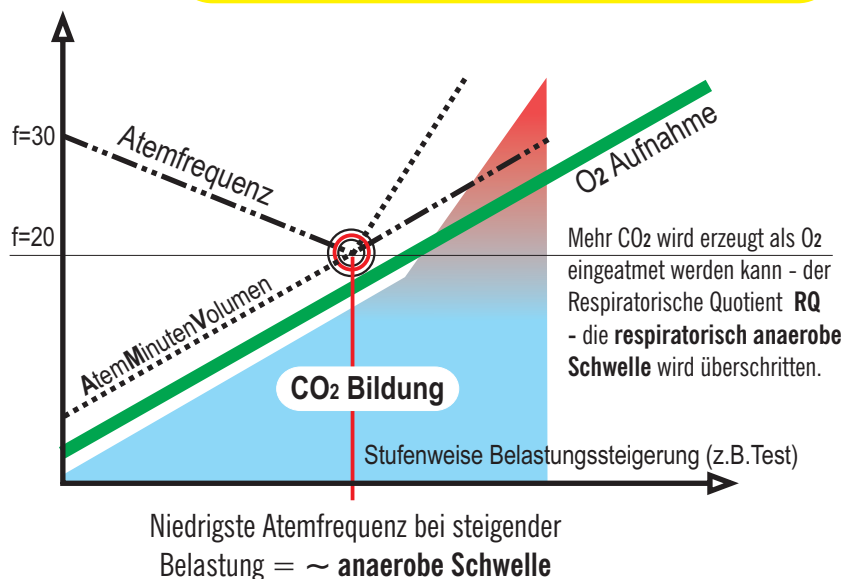 f=30
Atemfrequenz
O2 Aufnahme
f=20
AtemMinutenVolumen
Mehr CO2 wird erzeugt als O2
eingeatmet werden kann - der
Respiratorische Quotient RQ
- die respiratorisch anaerobe
Schwelle wird überschritten.
CO2 Bildung
Stufenweise Belastungssteigerung (z.B.Test)
Niedrigste Atemfrequenz bei steigender
Belastung = ~ anaerobe Schwelle